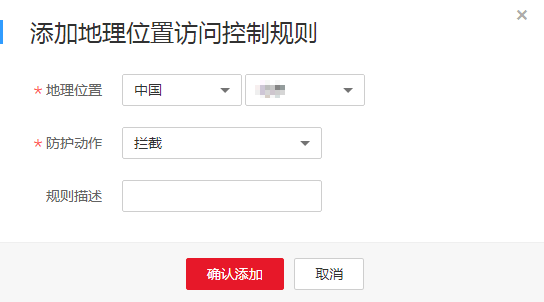 添加地理位置访问控制规则
* 地理位置 中国
* 防护动作 拦截
规则描述
确认添加 取消